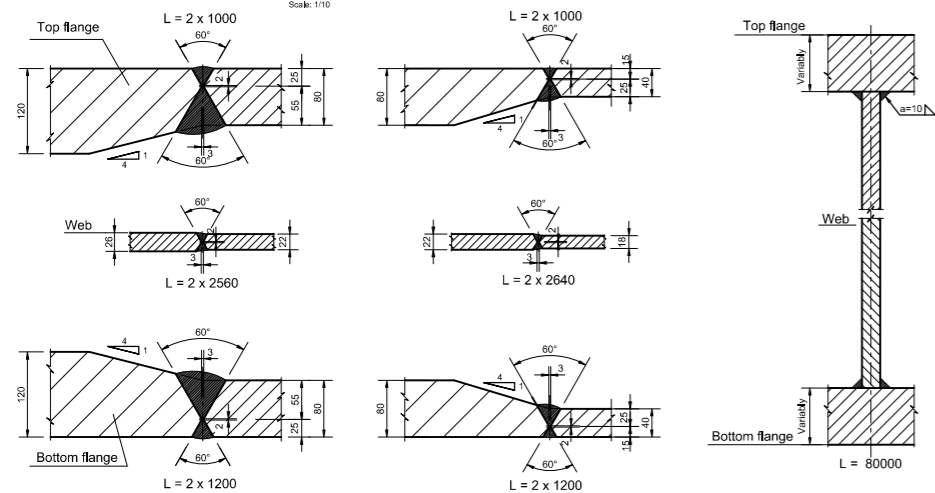 Scale: 1/10
L = 2 x 1000
60°
Top flange
120
2
25
55
80
4
1
60°
3
L = 2 x 1000
60°
80
2
15
25
40
4
1
60°
3
Top flange
Variably
a=10
Web
26
60°
2
22
3
L = 2 x 2560
22
60°
2
18
3
L = 2 x 2640
Web
4
1
60°
3
120
55
25
80
2
Bottom flange
60°
L = 2 x 1200
4
1
60°
3
80
25
15
40
2
60°
L = 2 x 1200
Variably
Bottom flange
L = 80000